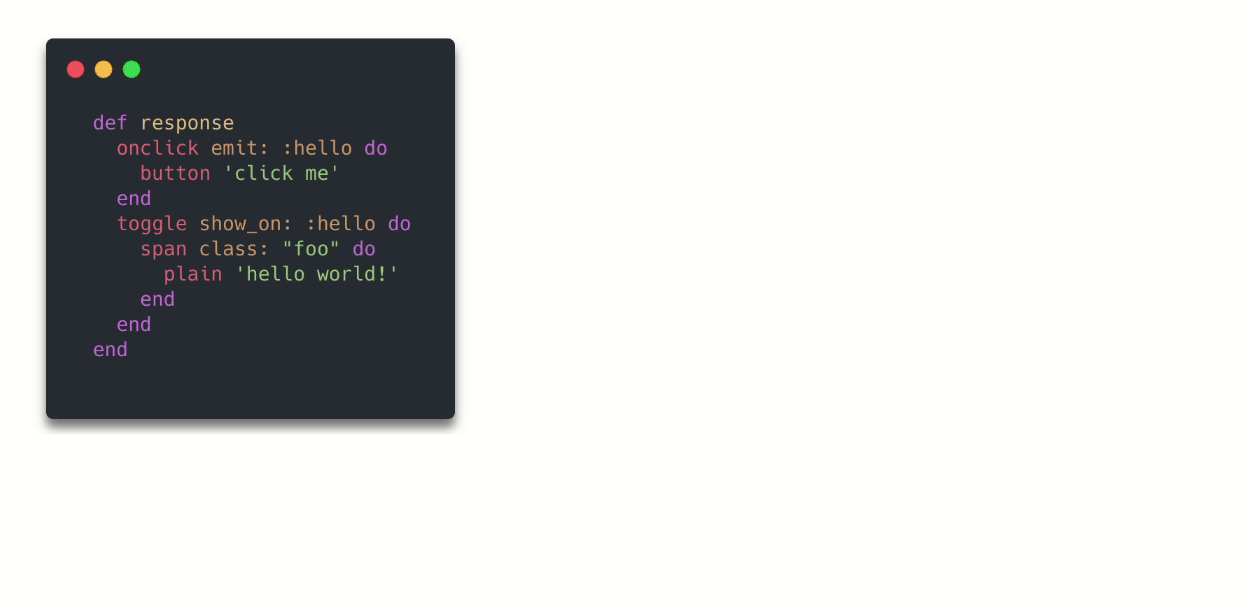 def response
  onclick emit: :hello do
    button 'click me'
  end
  toggle show_on: :hello do
    span class: "foo" do
      plain 'hello world!'
    end
  end
end